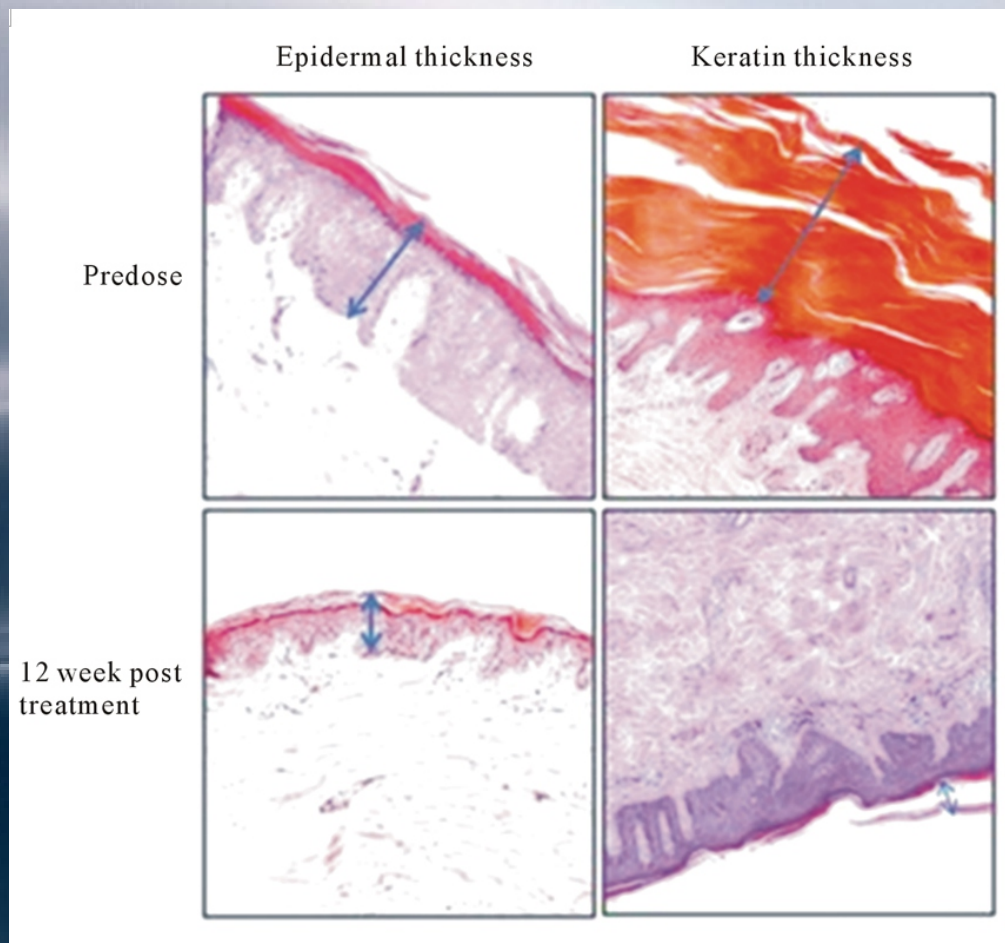 Epidermal thickness
Keratin thickness
Predose
12 week post
treatment